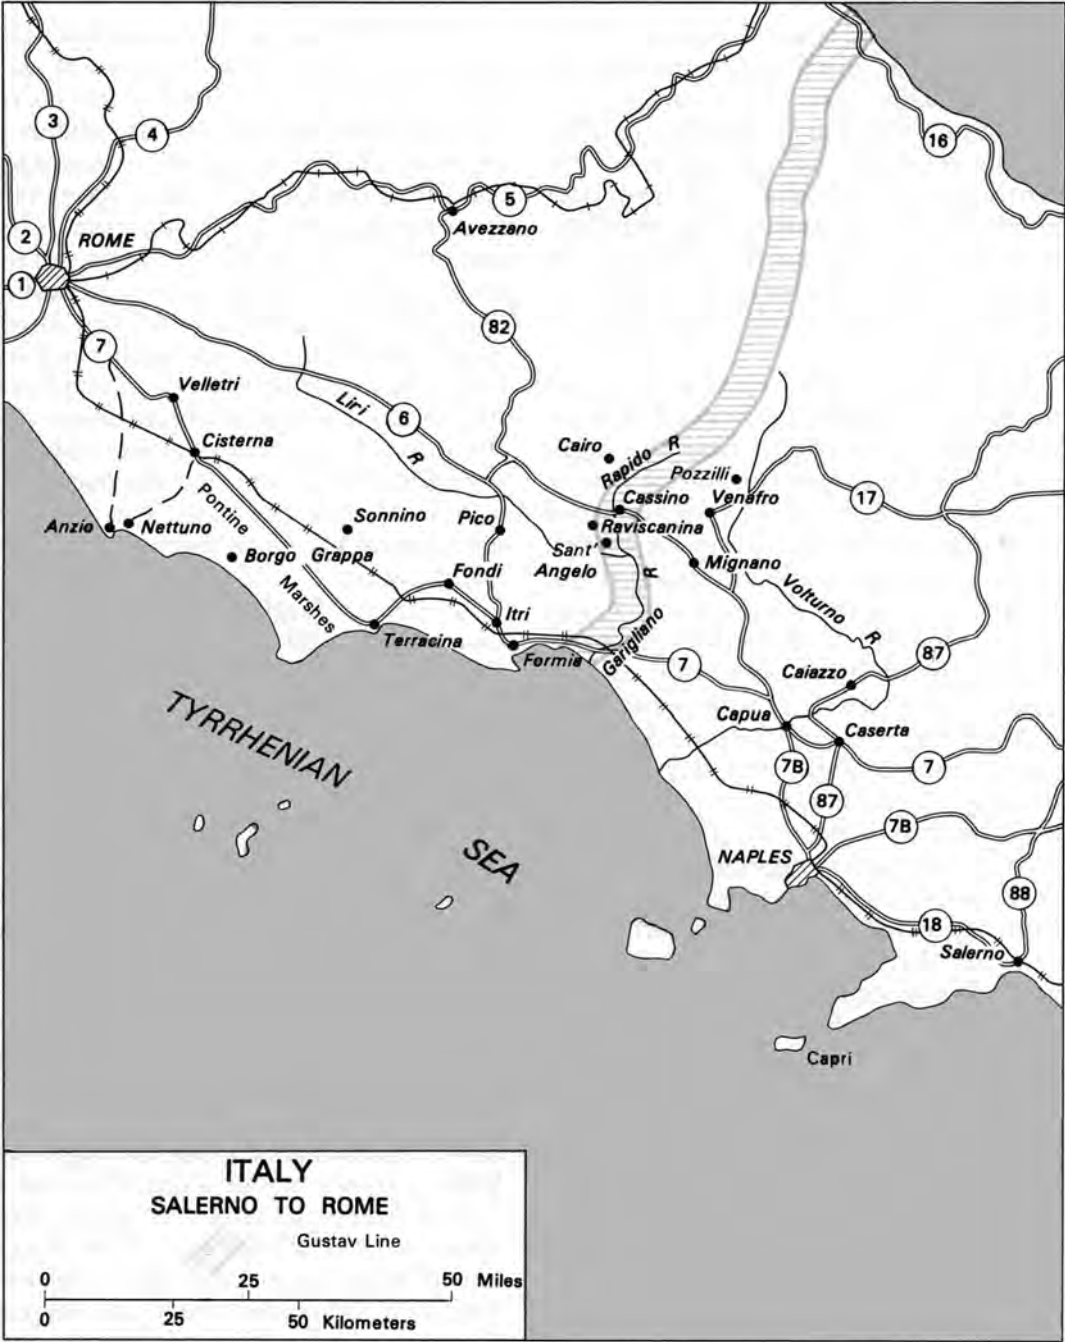 3
4
16
5
2
ROME
Avezzano
1
82
7
Velletri
Liri
R
6
Cisterna
Cairo
Rapido R
Pozzilli
Cassino
Venafro
17
Pontine
Marshes
Anzio
Nettuno
Sonnino
Pico
Raviscanina
Borgo
Grappa
Sant'
Angelo
Mignano
Fondi
R
Volturno R
Itri
Terracina
Formia
Garigliano
7
87
Caiazzo
TYRRHENIAN
SEA
Capua
Caserta
7B
7
87
7B
NAPLES
88
18
Salerno
Capri
ITALY
SALERNO TO ROME
Gustav Line
0 25 50 Miles
0 25 50 Kilometers